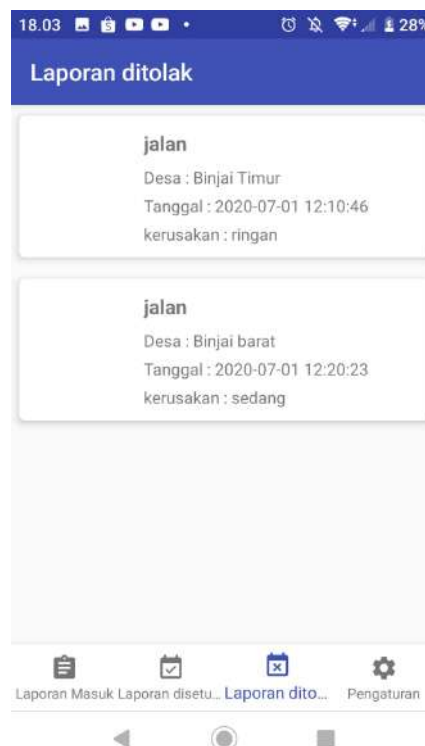 18.03
28%
Laporan ditolak
jalan
Desa : Binjai Timur
Tanggal : 2020-07-01 12:10:46
kerusakan : ringan
jalan
Desa : Binjai barat
Tanggal : 2020-07-01 12:20:23
kerusakan : sedang
Laporan Masuk Laporan disetu... Laporan dito... Pengaturan